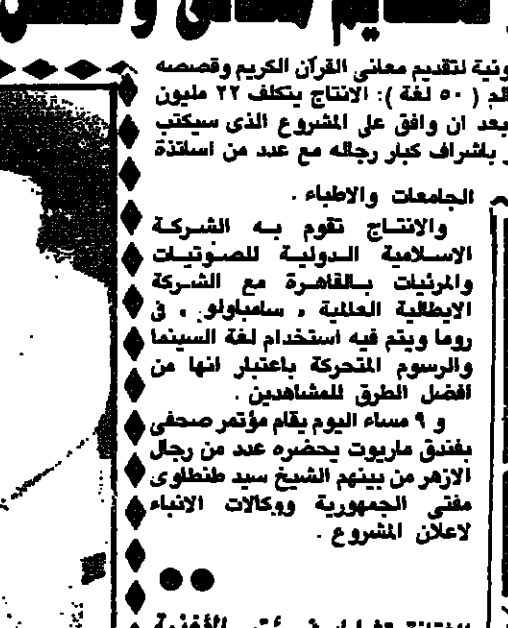 ونية لتقديم معانى القرآن الكريم وقصصه
لم ( ٥٠ لغة ): الانتاج يتكلف ٢٢ مليون
بعد ان وافق على المشروع الذى سيكتب
باشراف كبار رجاله مع عدد من اساتذة
الجامعات والاطباء .
والانتاج تقوم به الشركة
الاسلامية الدولية للصوتيات
والمرئيات بالقاهرة مع الشركة
الايطالية العالمية « سامباولو » فى
روما ويتم فيه استخدام لغة السينما
والرسوم المتحركة باعتبار انها من
افضل الطرق للمشاهدين .
و ٩ مساء اليوم يقام مؤتمر صحفى
بفندق ماريوت يحضره عدد من رجال
الازهر من بينهم الشيخ سيد طنطاوى
مفتى الجمهورية ووكالات الانباء
لاعلان المشروع .